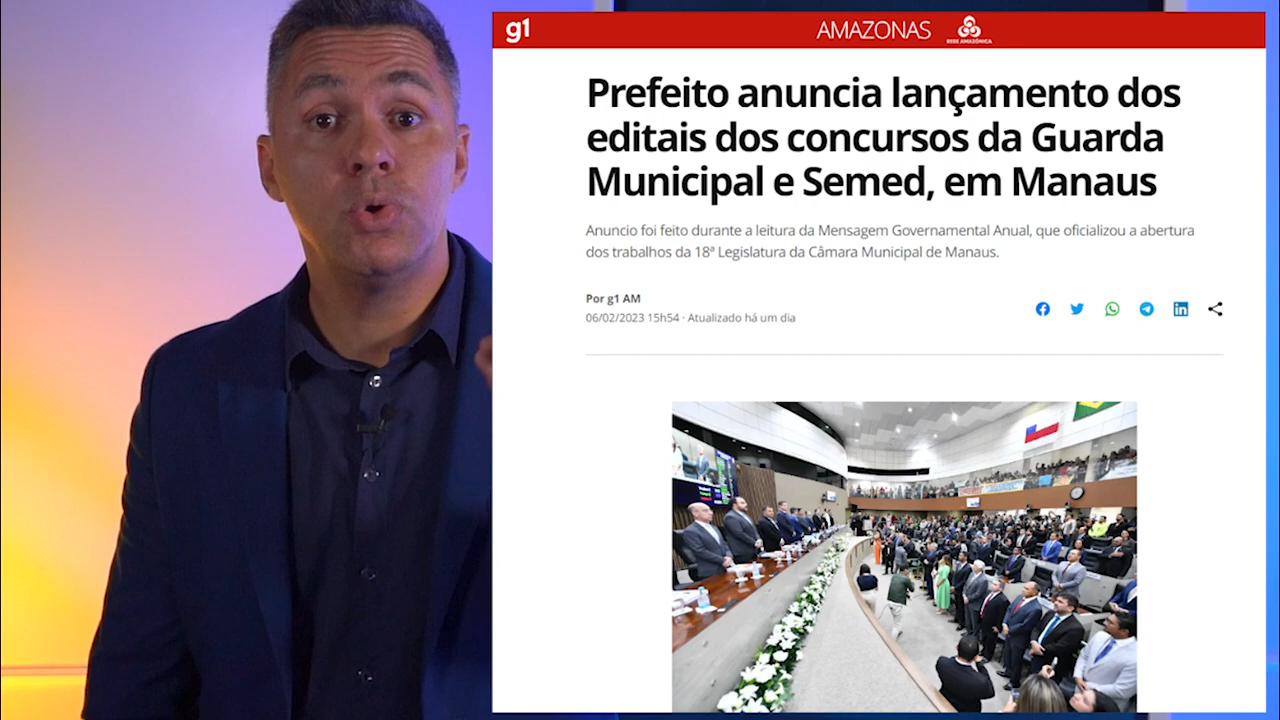 g1
AMAZONAS
REDE AMAZÔNICA
Prefeito anuncia lançamento dos
editais dos concursos da Guarda
Municipal e Semed, em Manaus
Anuncio foi feito durante a leitura da Mensagem Governamental Anual, que oficializou a abertura
dos trabalhos da 18ª Legislatura da Câmara Municipal de Manaus.
Por g1 AM
06/02/2023 15h54 · Atualizado há um dia